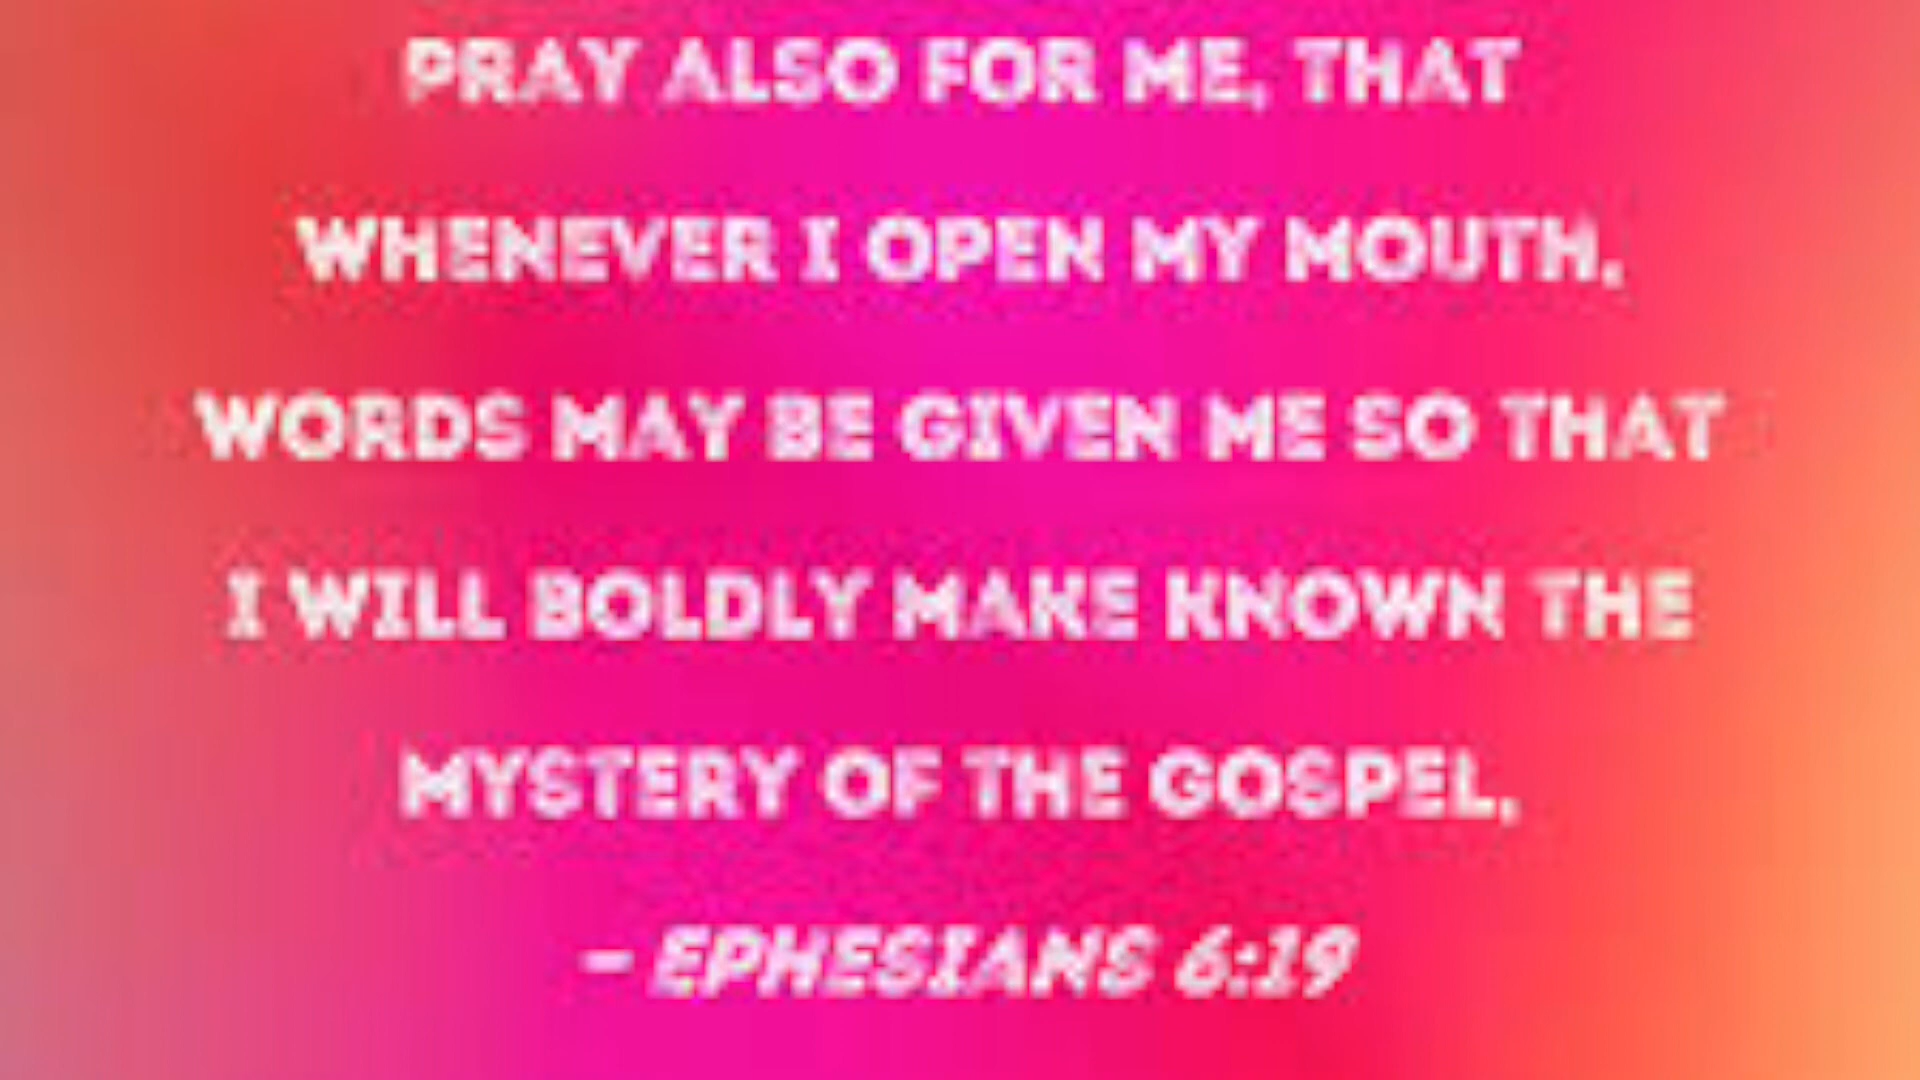 PRAY ALSO FOR ME, THAT
WHENEVER I OPEN MY MOUTH,
WORDS MAY BE GIVEN ME SO THAT
I WILL BOLDLY MAKE KNOWN THE
MYSTERY OF THE GOSPEL,
– EPHESIANS 6:19